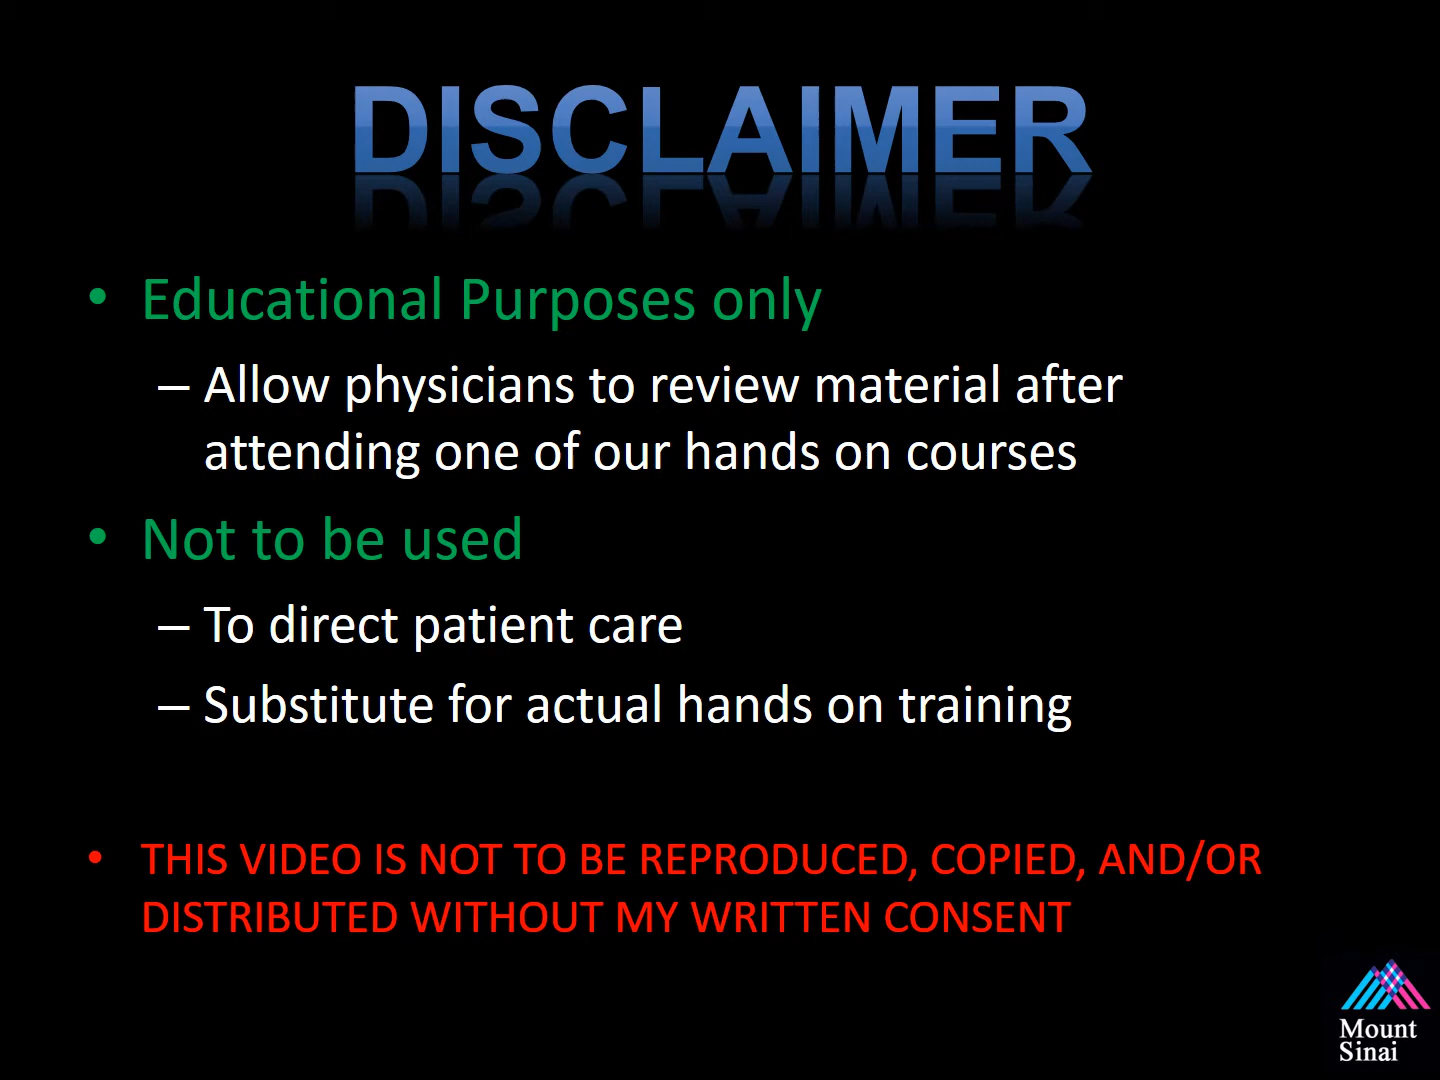 DISCLAIMER
• Educational Purposes only
– Allow physicians to review material after
attending one of our hands on courses
• Not to be used
– To direct patient care
– Substitute for actual hands on training
• THIS VIDEO IS NOT TO BE REPRODUCED, COPIED, AND/OR
DISTRIBUTED WITHOUT MY WRITTEN CONSENT
Mount
Sinai